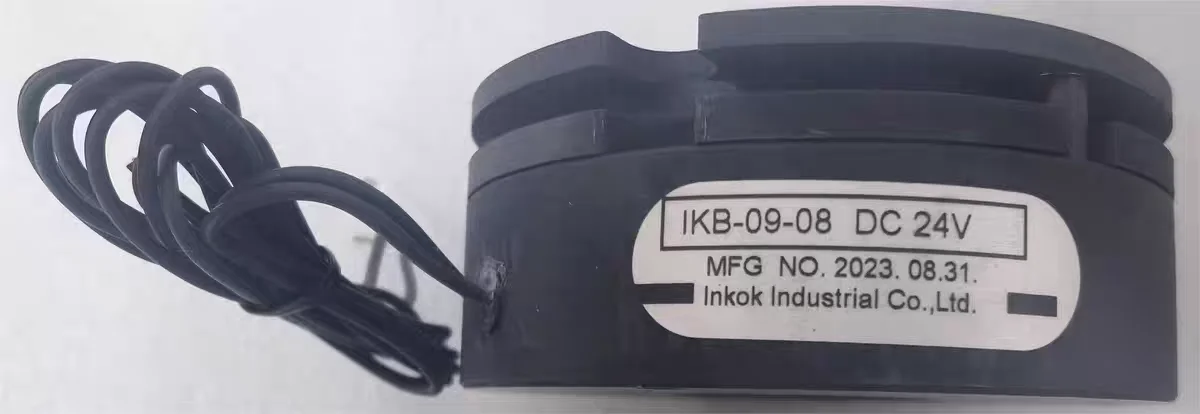 IKB-09-08 DC 24V
MFG NO. 2023. 08.31.
Inkok Industrial Co.,Ltd.